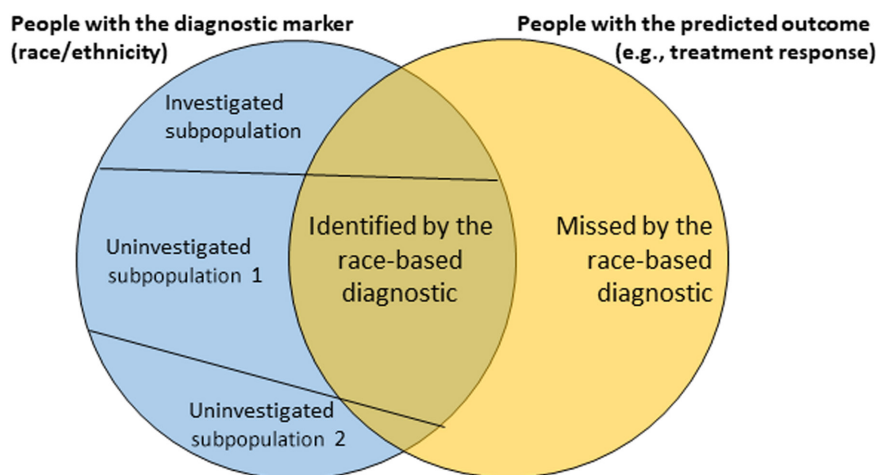 People with the diagnostic marker
(race/ethnicity)
People with the predicted outcome
(e.g., treatment response)
Investigated
subpopulation
Uninvestigated
subpopulation 1
Uninvestigated
subpopulation 2
Identified by the
race-based
diagnostic
Missed by the
race-based
diagnostic